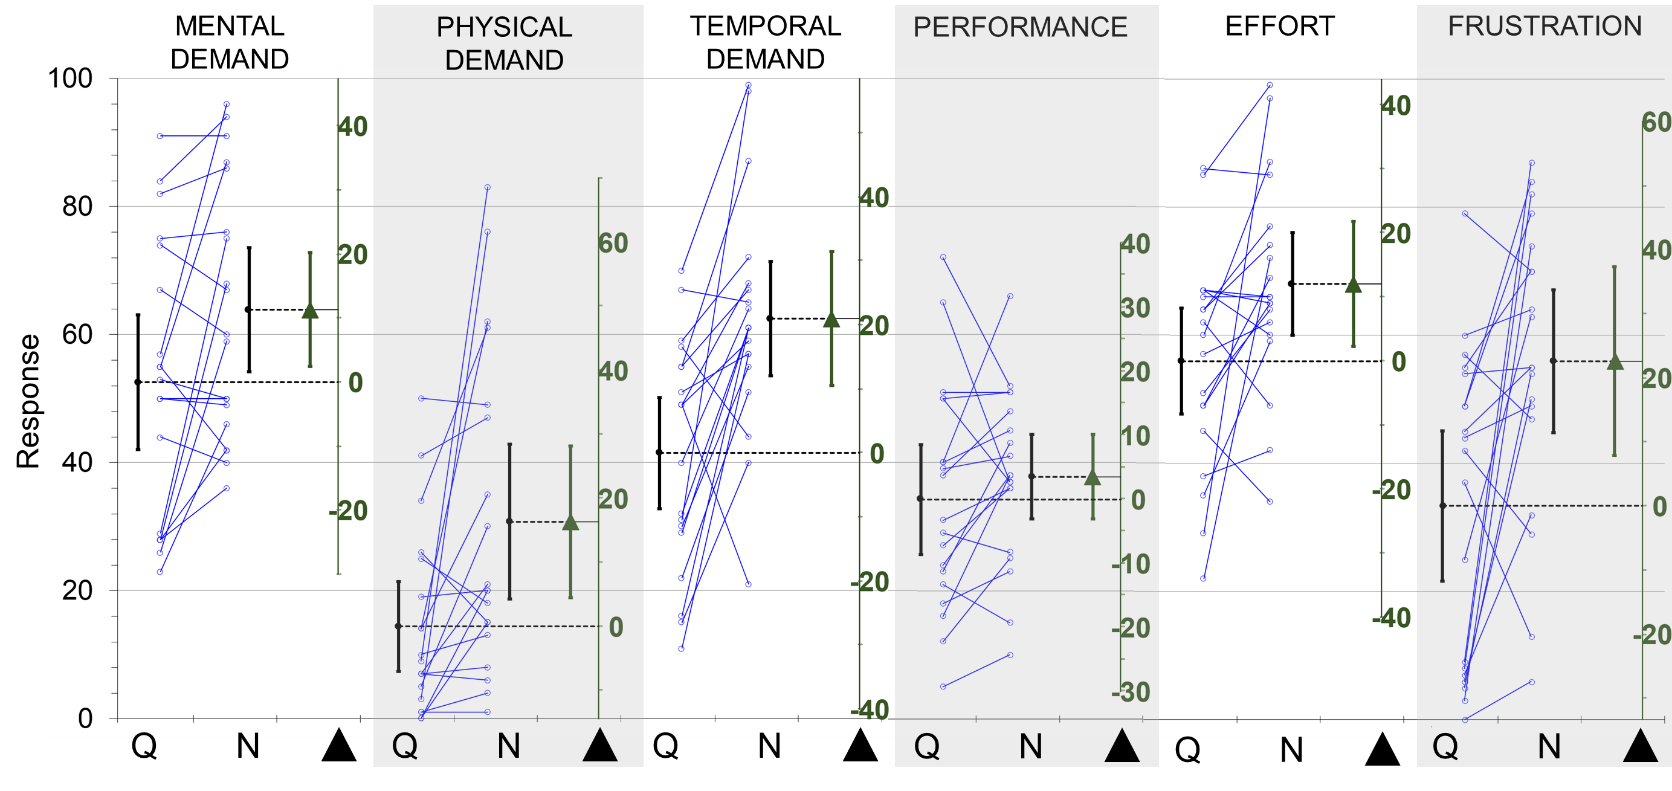 MENTAL DEMAND
PHYSICAL DEMAND
TEMPORAL DEMAND
PERFORMANCE
EFFORT
FRUSTRATION
Response
100
80
60
40
20
0
40
20
0
-20
60
40
20
0
40
20
0
-20
-40
40
30
20
10
0
-10
-20
-30
40
20
0
-20
-40
60
40
20
0
-20
Q N
Q N
Q N
Q N
Q N
Q N